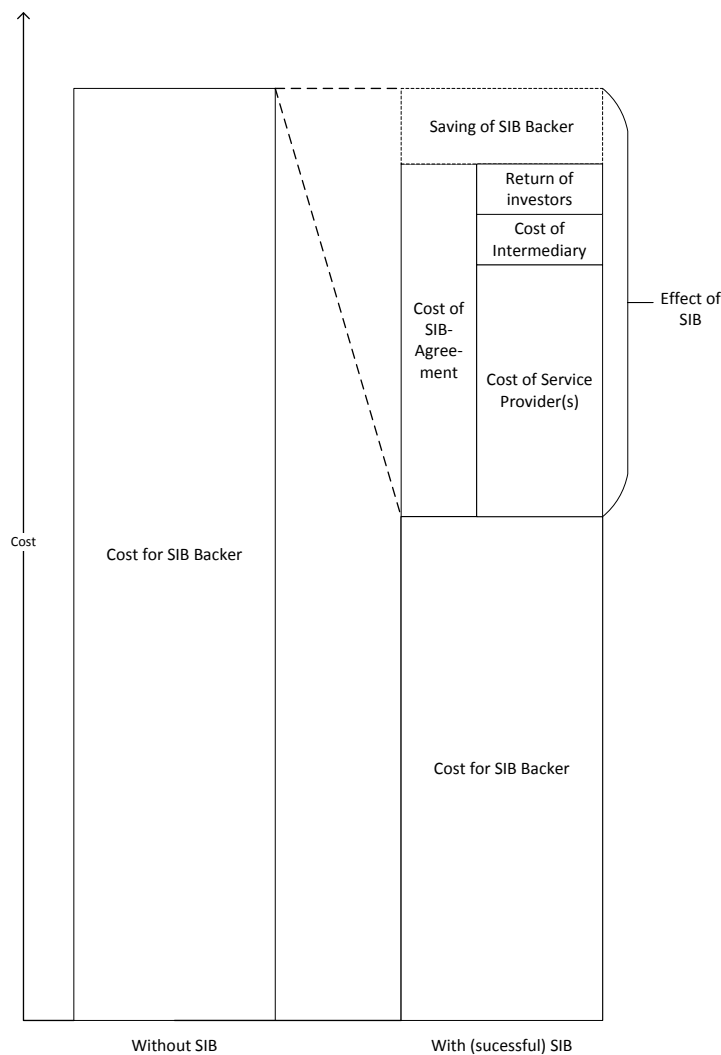 Saving of SIB Backer
Return of
investors
Cost of
Intermediary
Cost of
SIB-
Agree-
ment
Cost of Service
Provider(s)
Effect of
SIB
Cost
Cost for SIB Backer
Cost for SIB Backer
Without SIB
With (sucessful) SIB